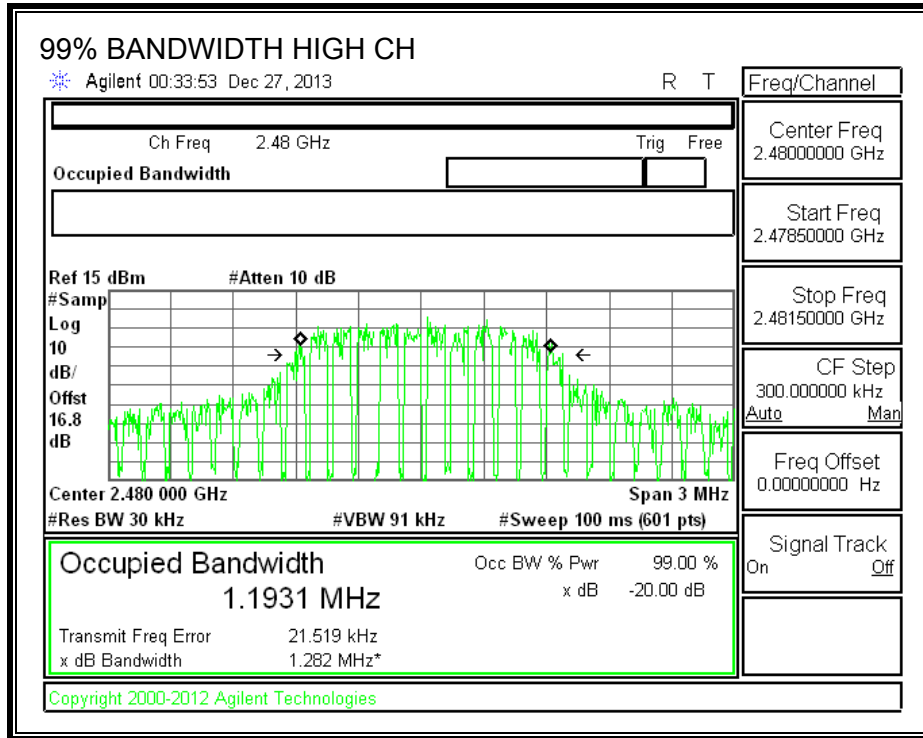 99% BANDWIDTH HIGH CH
Agilent 00:33:53 Dec 27, 2013 R T
Freq/Channel
Ch Freq 2.48 GHz Trig Free
Occupied Bandwidth
Center Freq
2.48000000 GHz
Start Freq
2.47850000 GHz
Stop Freq
2.48150000 GHz
CF Step
300.000000 kHz
Auto Man
Freq Offset
0.00000000 Hz
Signal Track
On Off
Ref 15 dBm #Atten 10 dB
#Samp
Log
10
dB/
Offst
16.8
dB
Center 2.480 000 GHz Span 3 MHz
#Res BW 30 kHz #VBW 91 kHz #Sweep 100 ms (601 pts)
Occupied Bandwidth Occ BW % Pwr 99.00 %
1.1931 MHz x dB -20.00 dB
Transmit Freq Error 21.519 kHz
x dB Bandwidth 1.282 MHz*
Copyright 2000-2012 Agilent Technologies